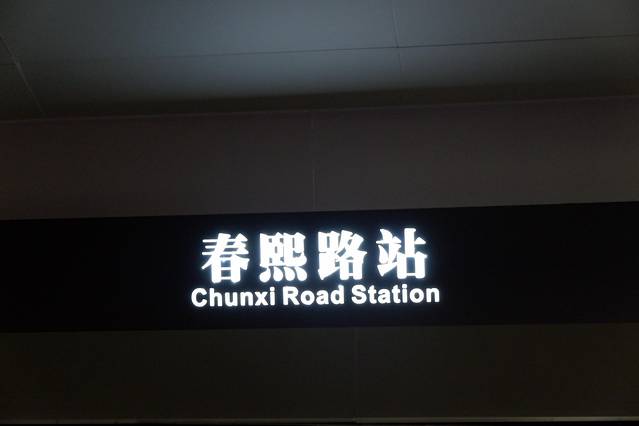 春熙路站
Chunxi Road Station